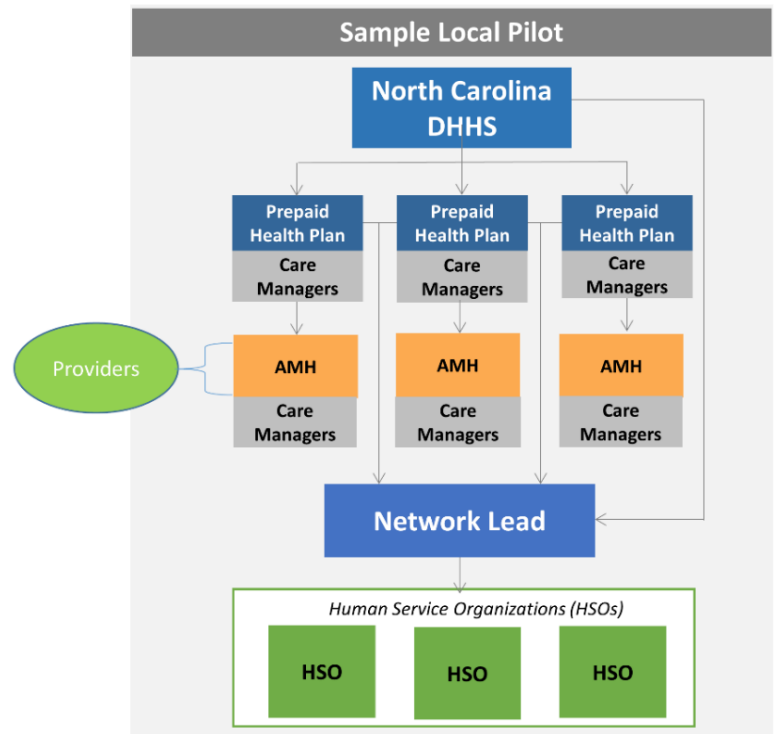 Sample Local Pilot
North Carolina
DHHS
Prepaid
Health Plan
Prepaid
Health Plan
Prepaid
Health Plan
Care
Managers
Care
Managers
Care
Managers
Providers
AMH
AMH
AMH
Care
Managers
Care
Managers
Care
Managers
Network Lead
Human Service Organizations (HSOs)
HSO
HSO
HSO